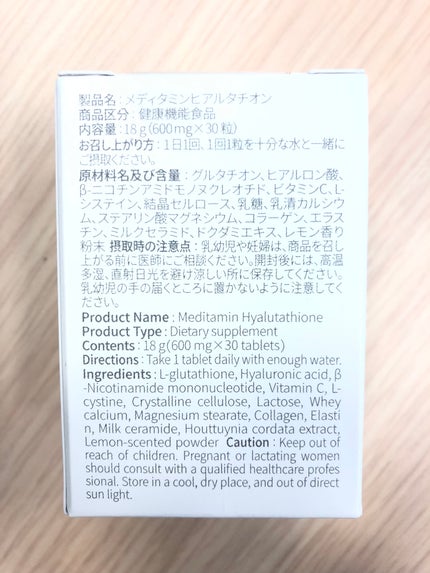 製品名 : メディタミンヒアルタチオン
商品区分 : 健康機能食品
内容量 : 18g(600mg×30粒)
お召し上がり方 : 1日1回、1回1粒を十分な水と一緒に
ご摂取ください。
原材料名及び含量 : グルタチオン、ヒアルロン酸、
β-ニコチンアミドモノヌクレオチド、ビタミンC、L-
システイン、結晶セルロース、乳糖、乳清カルシウ
ム、ステアリン酸マグネシウム、コラーゲン、エラス
チン、ミルクセラミド、ドクダミエキス、レモン香り
粉末 摂取時の注意点 : 乳幼児や妊婦は、商品を召し
上がる前に医師にご相談ください。開封後には、高温
多湿、直射日光を避け涼しい所に保存してください。
乳幼児の手の届くところに置かないように注意してく
ださい。
Product Name : Meditamin Hyalutathione
Product Type : Dietary supplement
Contents : 18 g(600 mg×30 tablets)
Directions : Take 1 tablet daily with enough water.
Ingredients : L-glutathione, Hyaluronic acid, β
-Nicotinamide mononucleotide, Vitamin C, L-
cystine, Crystalline cellulose, Lactose, Whey
calcium, Magnesium stearate, Collagen, Elasti
n, Milk ceramide, Houttuynia cordata extract,
Lemon-scented powder Caution : Keep out of
reach of children. Pregnant or lactating women
should consult with a qualified healthcare profes
sional. Store in a cool, dry place, and out of direct
sun light.